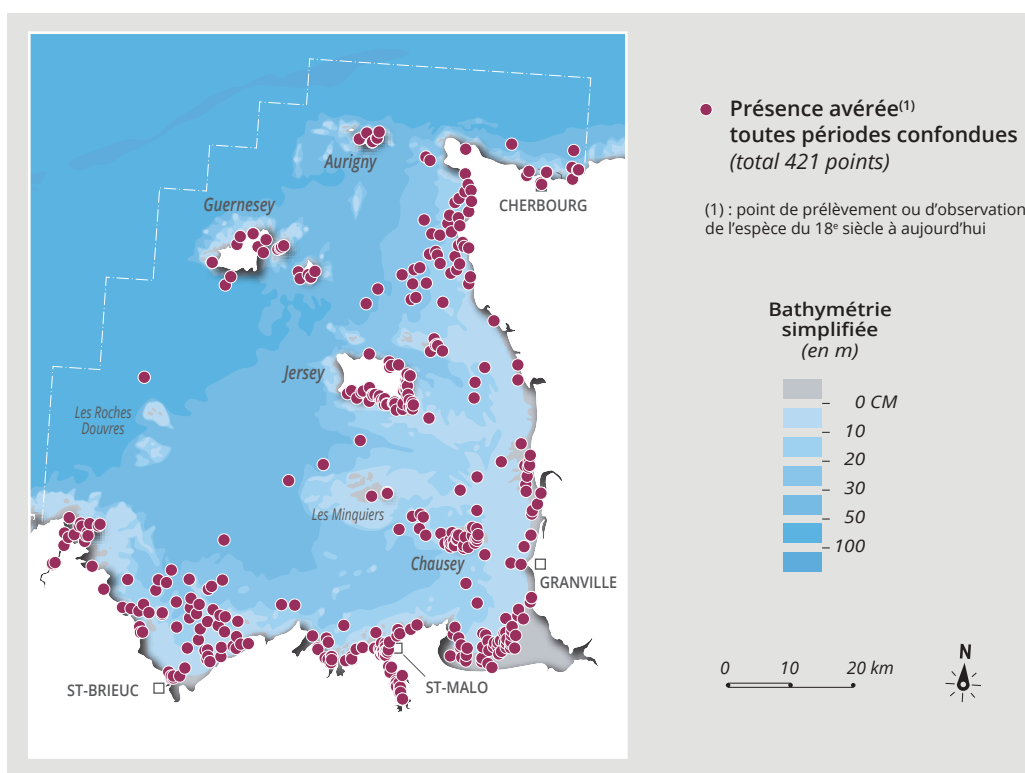 Aurigny
Guernesey
CHERBOURG
Jersey
Les Roches
Douvres
Les Minquiers
Chausey
GRANVILLE
ST-BRIEUC
ST-MALO
Présence avérée(1)
toutes périodes confondues
(total 421 points)
(1) : point de prélèvement ou d'observation
de l'espèce du 18e siècle à aujourd'hui
Bathymétrie
simplifiée
(en m)
0 CM
10
20
30
50
100
0 10 20 km
N